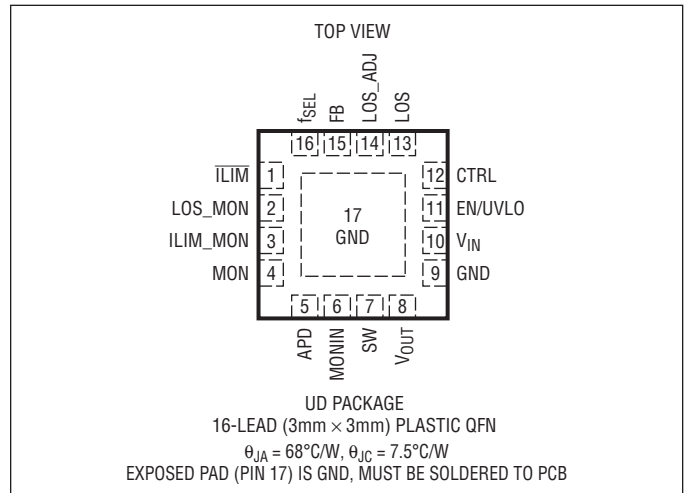 TOP VIEW
fSEL FB LOS_ADJ LOS
16 15 14 13
ILIM 1 12 CTRL
LOS_MON 2 11 EN/UVLO
17
GND
ILIM_MON 3 10 VIN
MON 4 9 GND
5 6 7 8
APD MONIN SW VOUT
UD PACKAGE
16-LEAD (3mm × 3mm) PLASTIC QFN
θJA = 68°C/W, θJC = 7.5°C/W
EXPOSED PAD (PIN 17) IS GND, MUST BE SOLDERED TO PCB